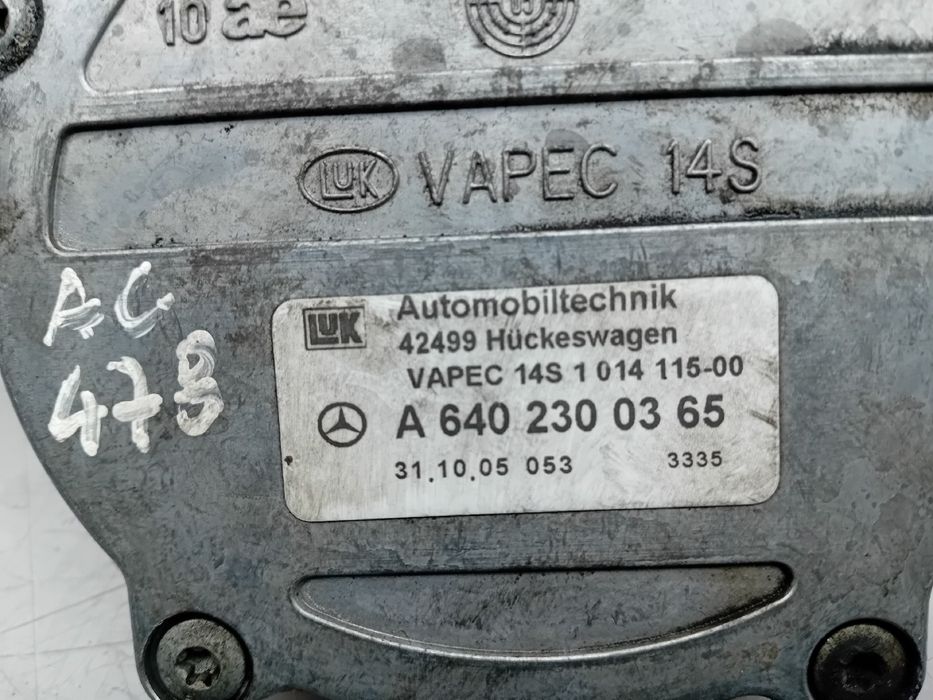 10 ae
LUK VAPEC 14S
AC
478
LUK Automobiltechnik
42499 Hückeswagen
VAPEC 14S 1 014 115-00
A 640 230 03 65
31.10.05 053 3335